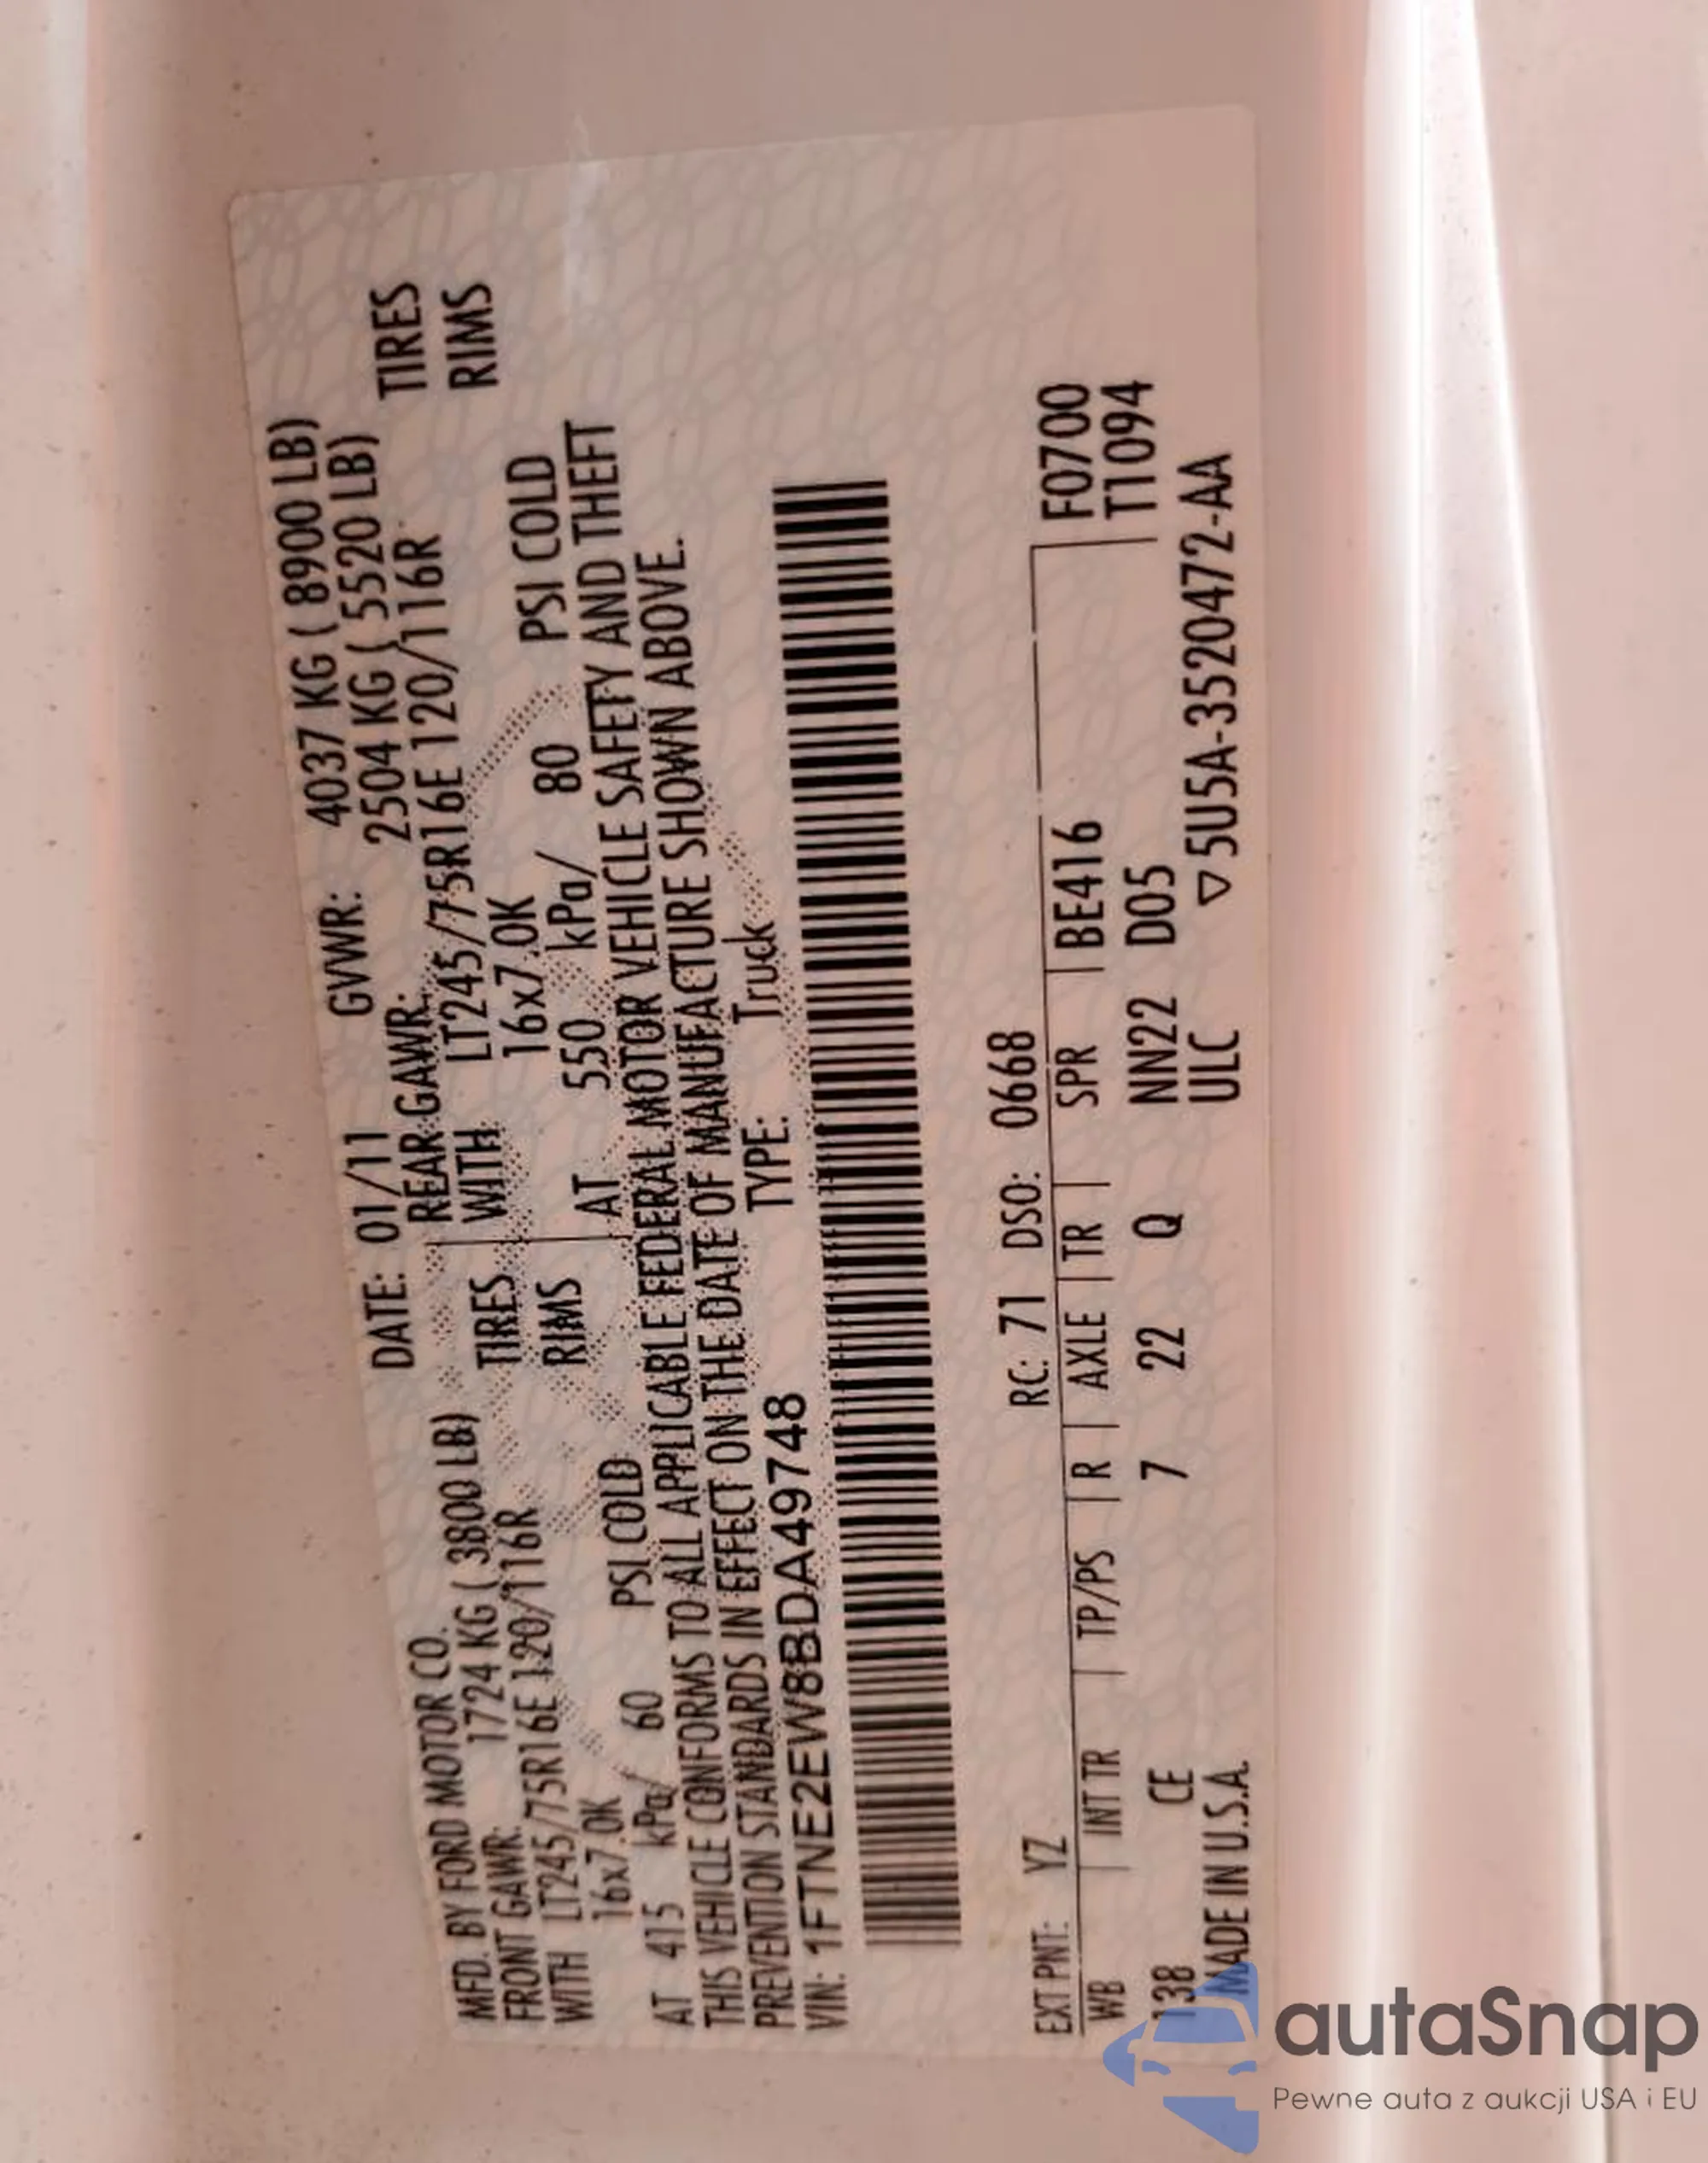 MFD. BY FORD MOTOR CO. DATE: 01/11 GVWR: 4037 KG ( 8900 LB)
FRONT GAWR: 1724 KG ( 3800 LB) REAR GAWR: 2504 KG ( 5520 LB)
WITH LT245/75R16E 120/116R TIRES WITH LT245/75R16E 120/116R TIRES
16x7.0K RIMS 16x7.0K RIMS
AT 415 kPa/ 60 PSI COLD AT 550 kPa/ 80 PSI COLD
THIS VEHICLE CONFORMS TO ALL APPLICABLE FEDERAL MOTOR VEHICLE SAFETY AND THEFT
PREVENTION STANDARDS IN EFFECT ON THE DATE OF MANUFACTURE SHOWN ABOVE.
VIN: 1FTNE2EW8BDA49748 TYPE: Truck
EXT PNT: YZ RC: 71 DSO: 0668
WB | INT TR | TP/PS | R | AXLE | TR | SPR | BE416 F0700
138 CE 7 22 Q NN22 D05 T1094
MADE IN U.S.A. ULC ▽5U5A-3520472-AA
autaSnap
Pewne auta z aukcji USA i EU